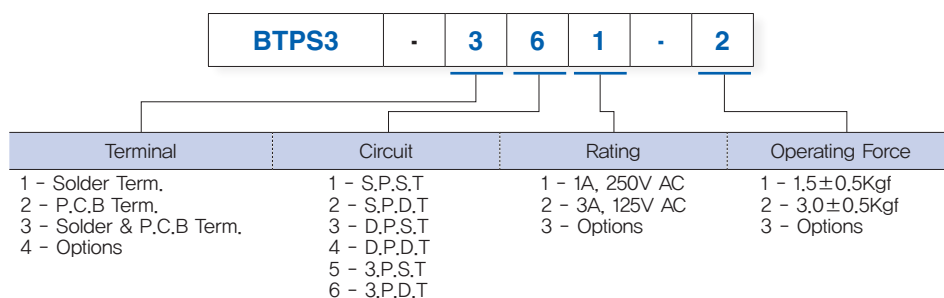 BTPS3 - 3 6 1 - 2
Terminal Circuit Rating Operating Force
1 - Solder Term.
2 - P.C.B Term.
3 - Solder & P.C.B Term.
4 - Options
1 - S.P.S.T
2 - S.P.D.T
3 - D.P.S.T
4 - D.P.D.T
5 - 3.P.S.T
6 - 3.P.D.T
1 - 1A, 250V AC
2 - 3A, 125V AC
3 - Options
1 - 1.5±0.5Kgf
2 - 3.0±0.5Kgf
3 - Options